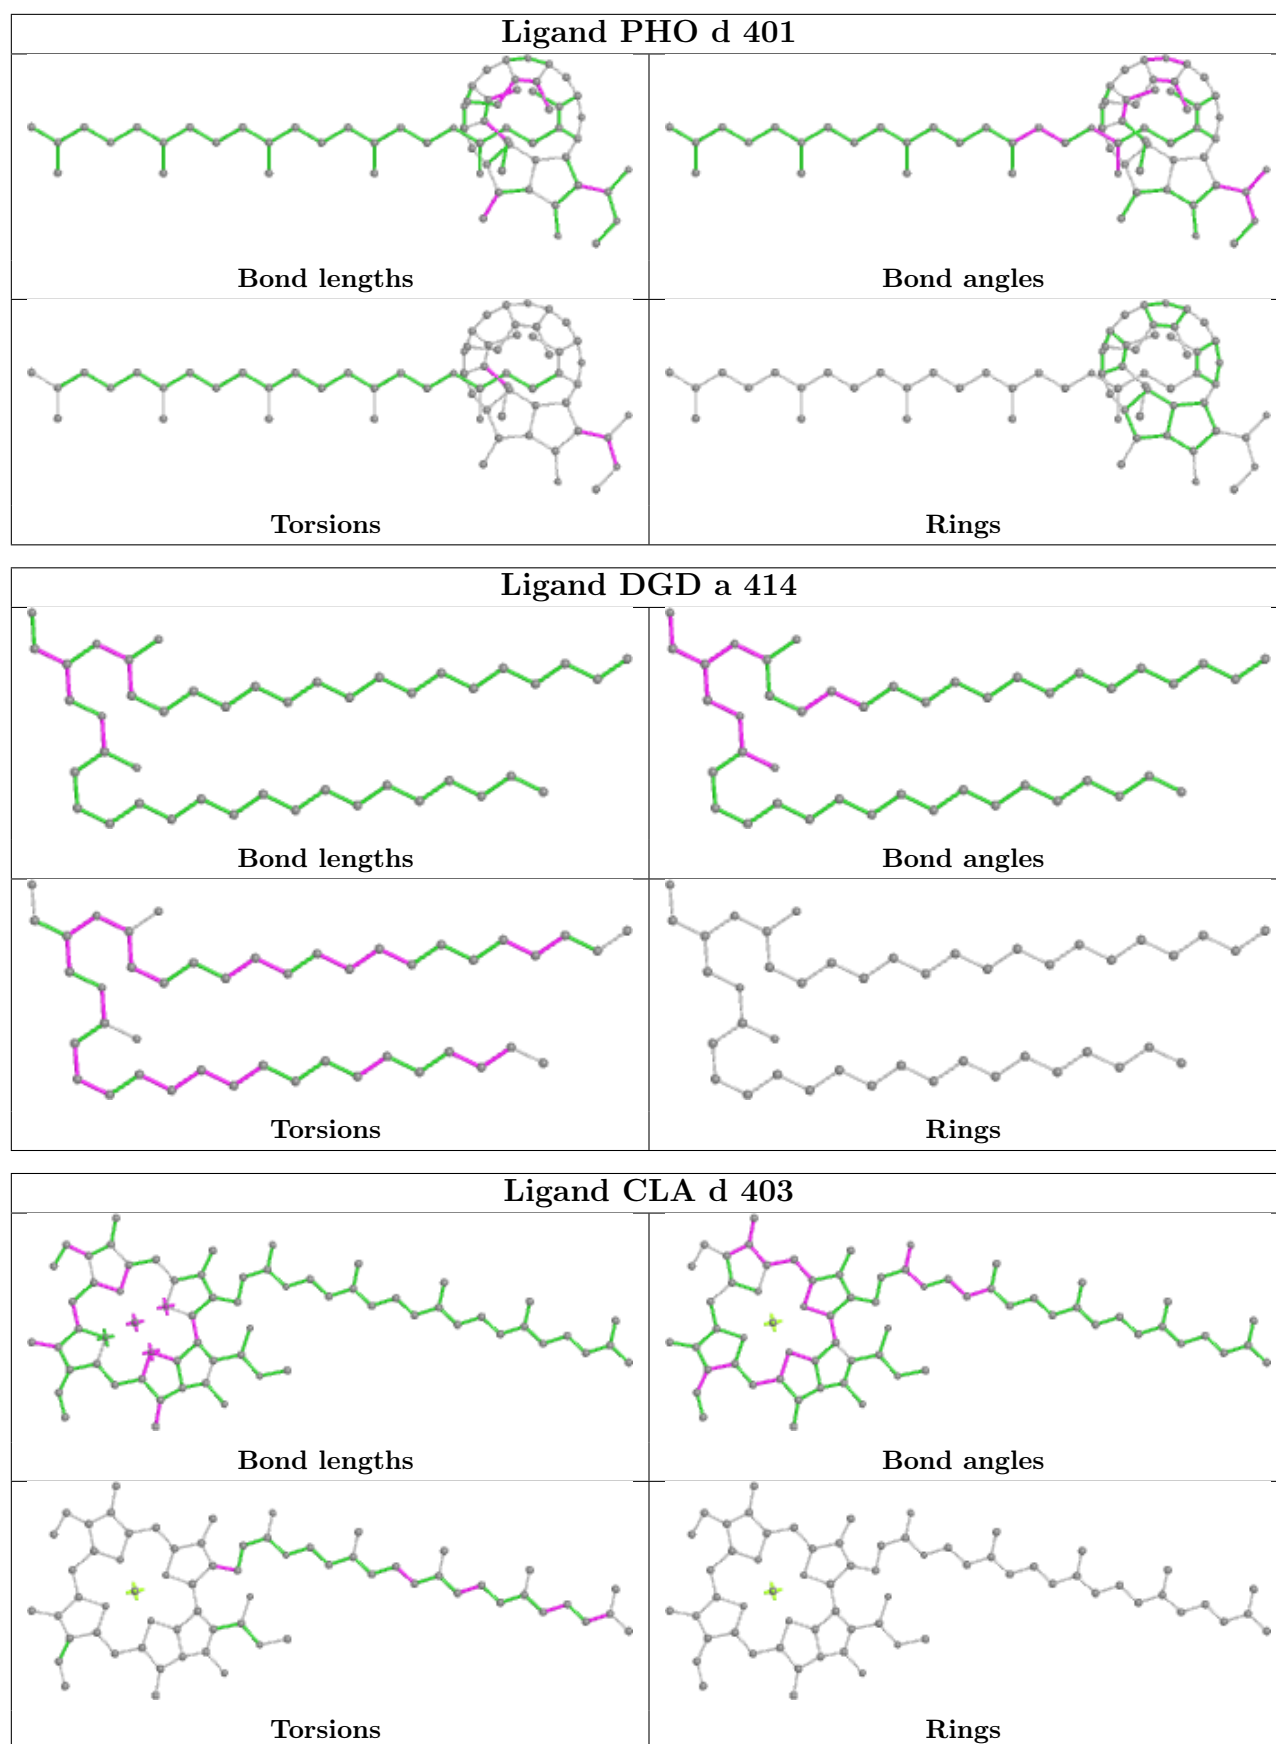 Ligand PHO d 401
Bond lengths
Bond angles
Torsions
Rings
Ligand DGD a 414
Bond lengths
Bond angles
Torsions
Rings
Ligand CLA d 403
Bond lengths
Bond angles
Torsions
Rings